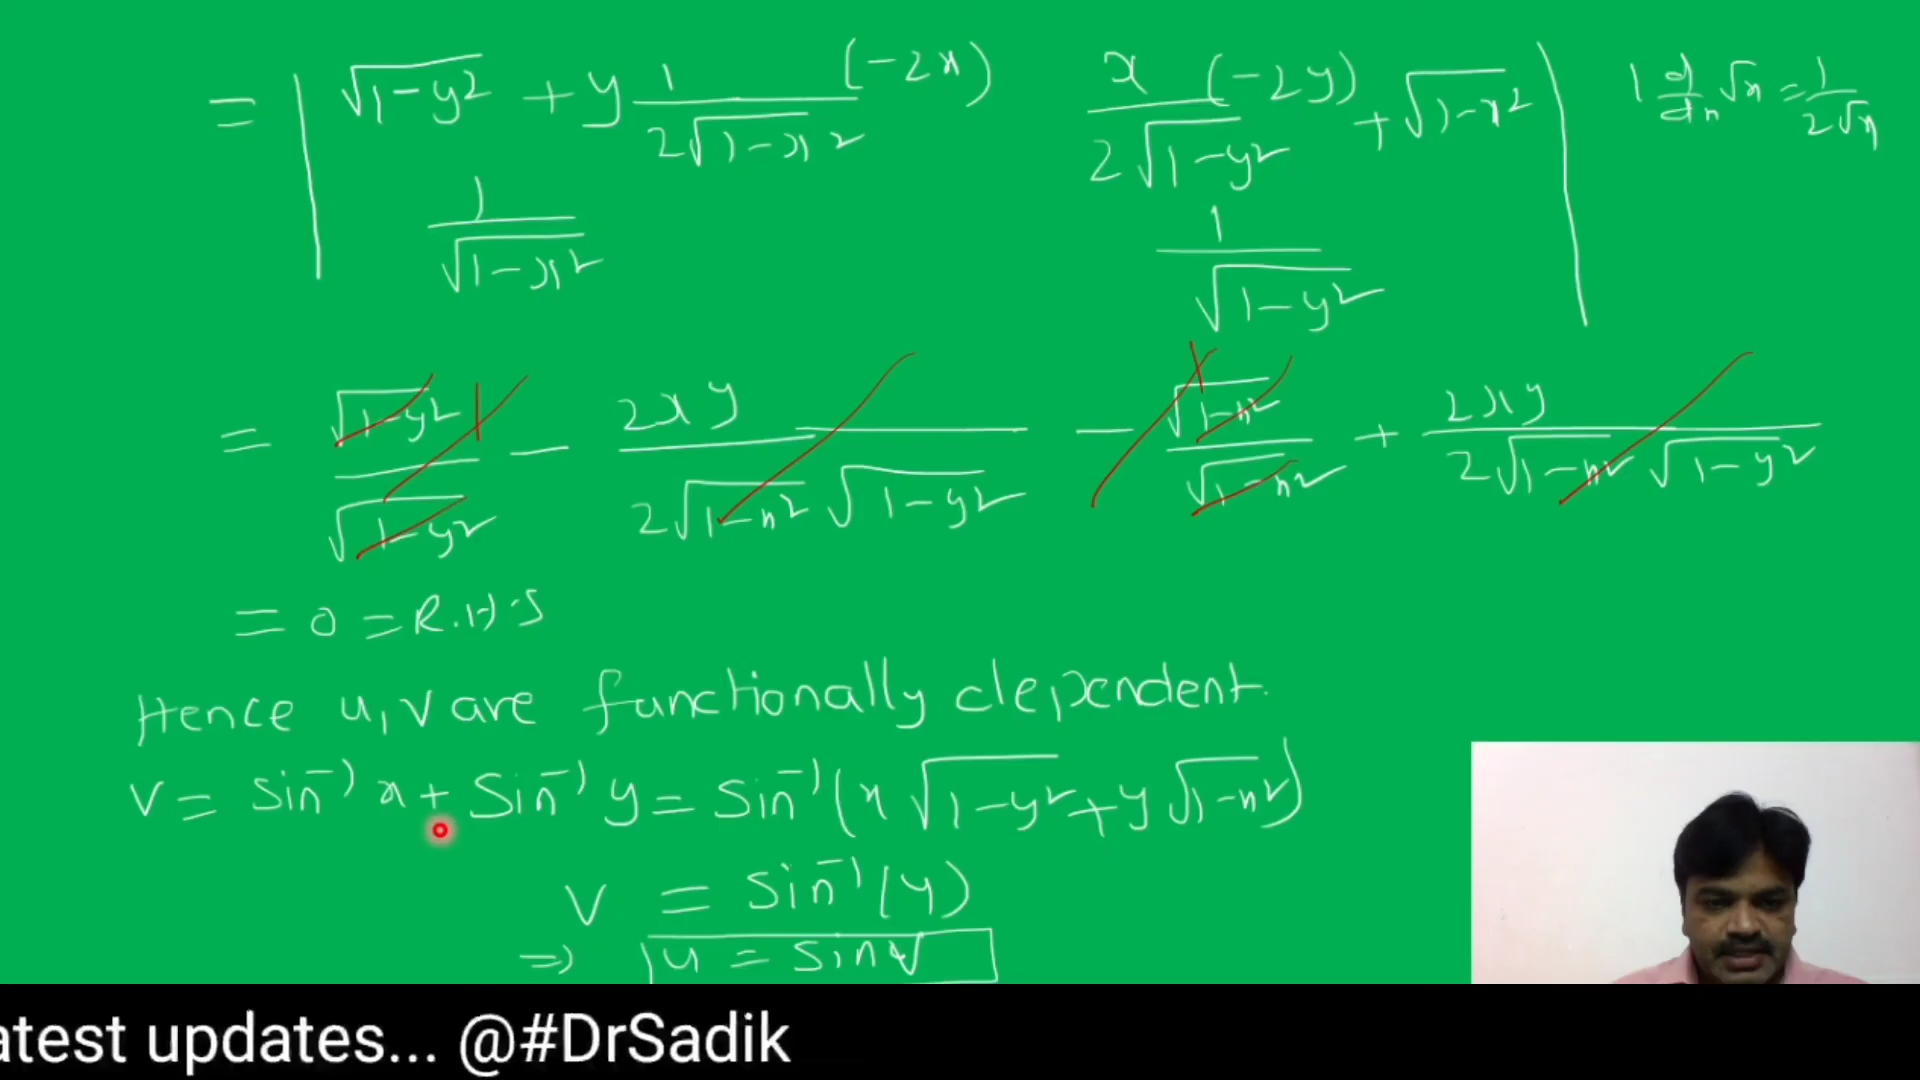 = | √1-y² + y 1/2√1-x² (-2x)    x/2√1-y² (-2y) + √1-x² |    d/dx √x = 1/2√x
1/√1-x²    1/√1-y²
= √1-y²/√1-y² - 2xy/2√1-x² √1-y² - √1-x²/√1-x² + 2xy/2√1-x² √1-y²
= 0 = R.H.S
Hence u, v are functionally dependent.
v = sin⁻¹ x + sin⁻¹ y = sin⁻¹(x √1-y² + y √1-x²)
v = sin⁻¹(u)
⇒ u = sin v
atest updates... @#DrSadik